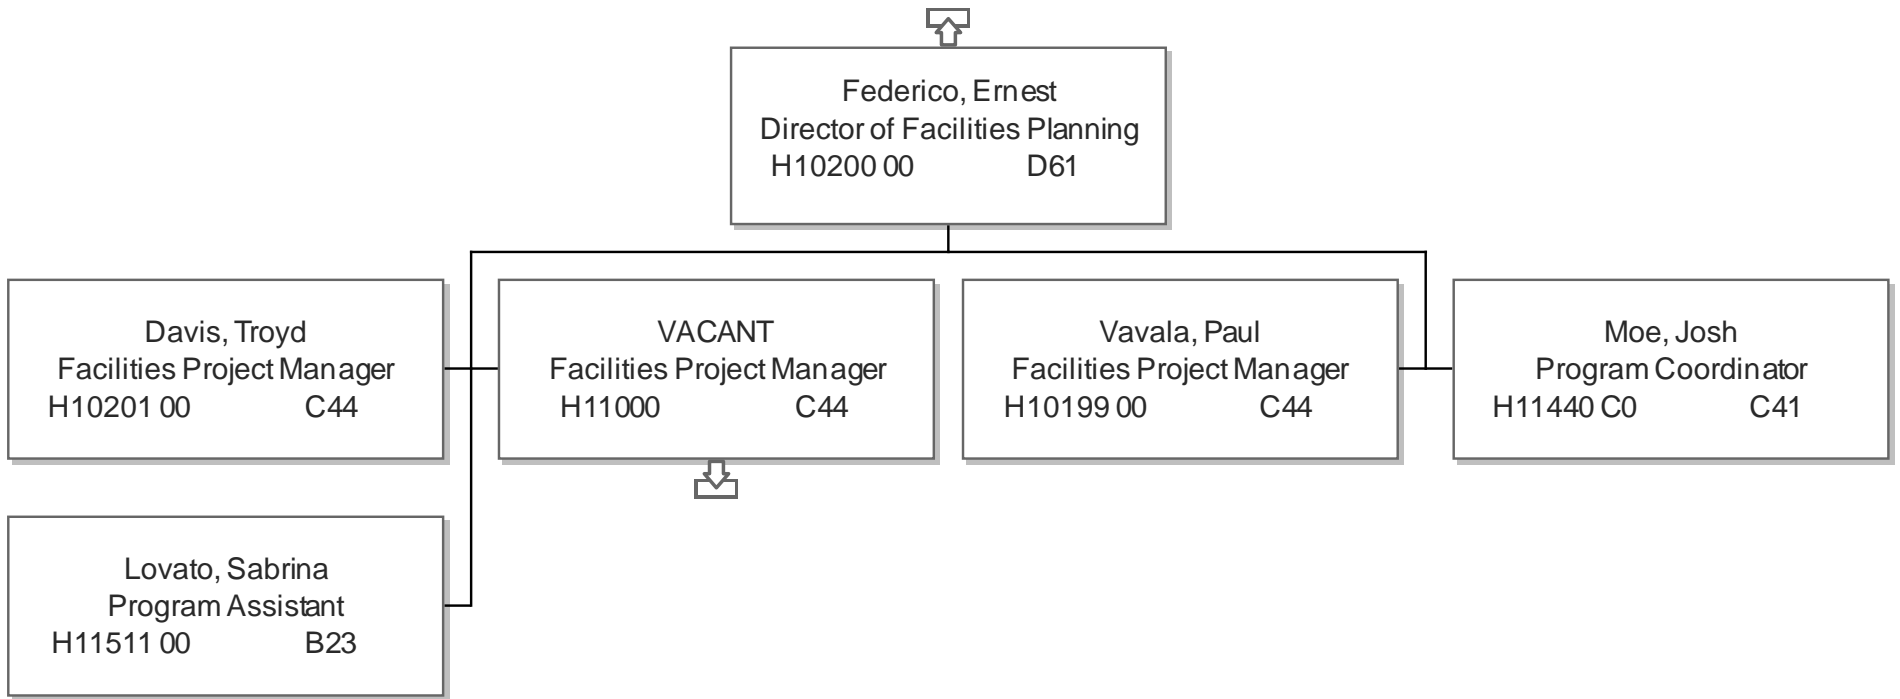 Federico, Ernest
Director of Facilities Planning
H10200 00 D61
Davis, Troyd
Facilities Project Manager
H10201 00 C44
VACANT
Facilities Project Manager
H11000 C44
Vavala, Paul
Facilities Project Manager
H10199 00 C44
Moe, Josh
Program Coordinator
H11440 C0 C41
Lovato, Sabrina
Program Assistant
H11511 00 B23